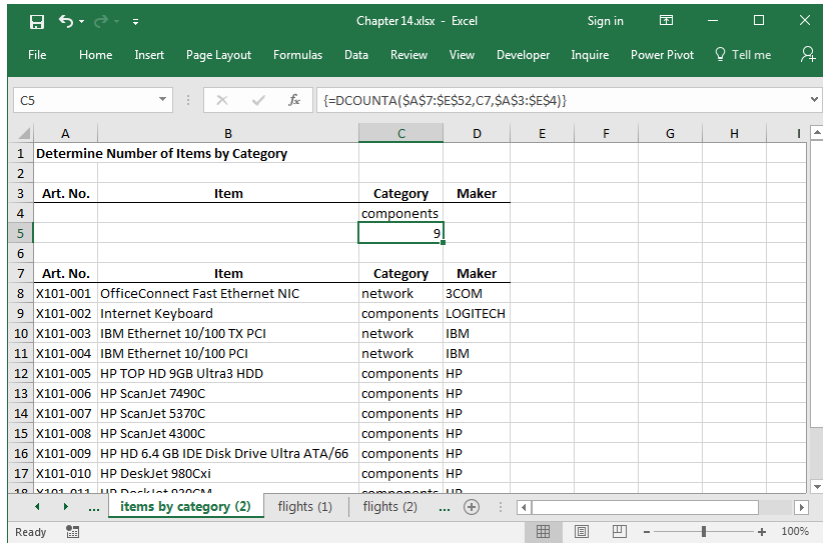 Chapter 14.xlsx - Excel Sign in
File Home Insert Page Layout Formulas Data Review View Developer Inquire Power Pivot Tell me
C5 fx {=DCOUNTA($A$7:$E$52,C7,$A$3:$E$4)}
A B C D E F G H I
1 Determine Number of Items by Category
2
3 Art. No. Item Category Maker
4 components
5 9
6
7 Art. No. Item Category Maker
8 X101-001 OfficeConnect Fast Ethernet NIC network 3COM
9 X101-002 Internet Keyboard components LOGITECH
10 X101-003 IBM Ethernet 10/100 TX PCI network IBM
11 X101-004 IBM Ethernet 10/100 PCI network IBM
12 X101-005 HP TOP HD 9GB Ultra3 HDD components HP
13 X101-006 HP ScanJet 7490C components HP
14 X101-007 HP ScanJet 5370C components HP
15 X101-008 HP ScanJet 4300C components HP
16 X101-009 HP HD 6.4 GB IDE Disk Drive Ultra ATA/66 components HP
17 X101-010 HP DeskJet 980Cxi components HP
18 X101-011 HP DeskJet components HP
... items by category (2) flights (1) flights (2) ...
Ready 100%